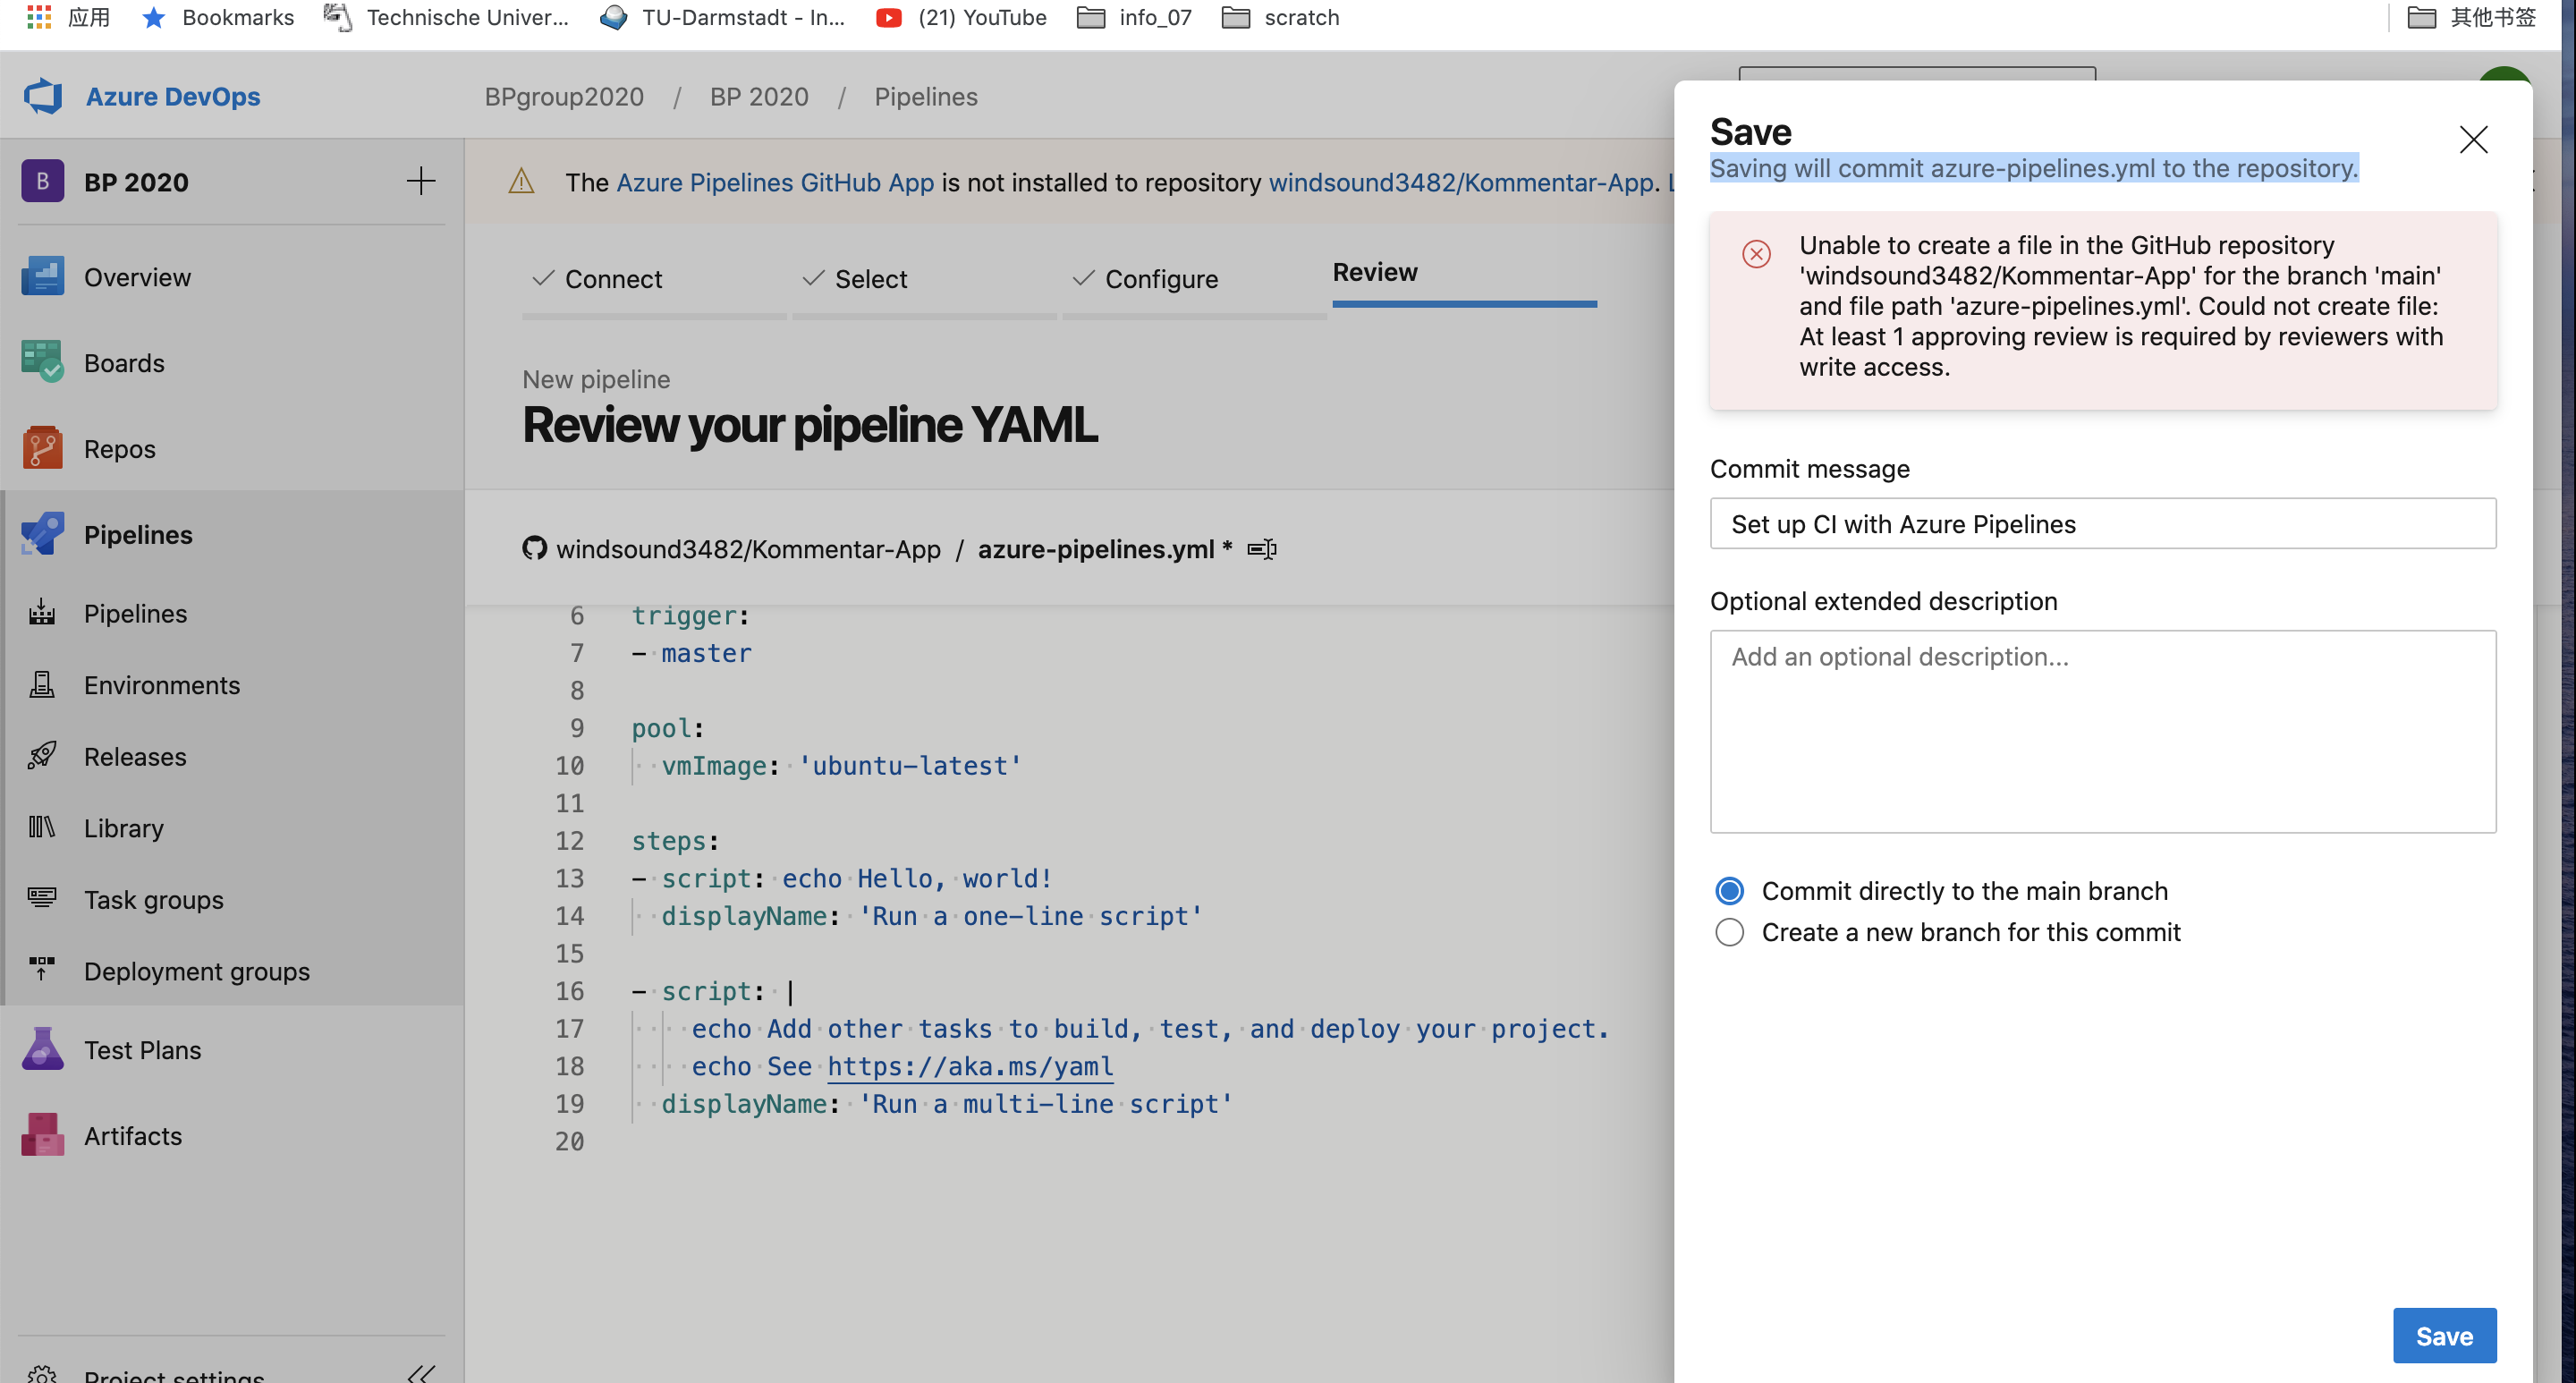 应用
Bookmarks
Technische Univer...
TU-Darmstadt - In...
(21) YouTube
info_07
scratch
其他书签
Azure DevOps
BPgroup2020 / BP 2020 / Pipelines
B
BP 2020
Overview
Boards
Repos
Pipelines
Pipelines
Environments
Releases
Library
Task groups
Deployment groups
Test Plans
Artifacts
Project settings
The Azure Pipelines GitHub App is not installed to repository windsound3482/Kommentar-App.
Connect
Select
Configure
Review
New pipeline
Review your pipeline YAML
windsound3482/Kommentar-App / azure-pipelines.yml *
6 trigger:
7 - master
8
9 pool:
10 vmImage: 'ubuntu-latest'
11
12 steps:
13 - script: echo Hello, world!
14 displayName: 'Run a one-line script'
15
16 - script: |
17 echo Add other tasks to build, test, and deploy your project.
18 echo See https://aka.ms/yaml
19 displayName: 'Run a multi-line script'
20
Save
Saving will commit azure-pipelines.yml to the repository.
Unable to create a file in the GitHub repository
'windsound3482/Kommentar-App' for the branch 'main'
and file path 'azure-pipelines.yml'. Could not create file:
At least 1 approving review is required by reviewers with
write access.
Commit message
Set up CI with Azure Pipelines
Optional extended description
Add an optional description...
Commit directly to the main branch
Create a new branch for this commit
Save